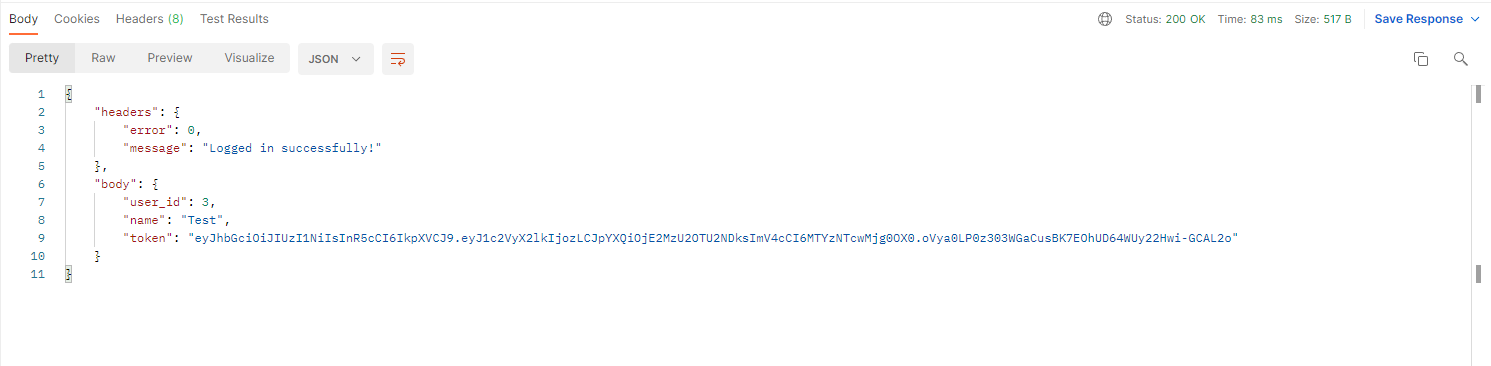 Body Cookies Headers (8) Test Results Status: 200 OK Time: 83 ms Size: 517 B Save Response
Pretty Raw Preview Visualize JSON
1 {
2 "headers": {
3 "error": 0,
4 "message": "Logged in successfully!"
5 },
6 "body": {
7 "user_id": 3,
8 "name": "Test",
9 "token": "eyJhbGciOiJIUzI1NiIsInR5cCI6IkpXVCJ9.eyJ1c2VyX2lkIjozLCJpYXQiOjE2MzU2OTU2NDksImV4cCI6MTYzNTcwMjg0OX0.oVya0LP0z303WGaCusBK7EOhUD64WUy22Hwi-GCAL2o"
10 }
11 }